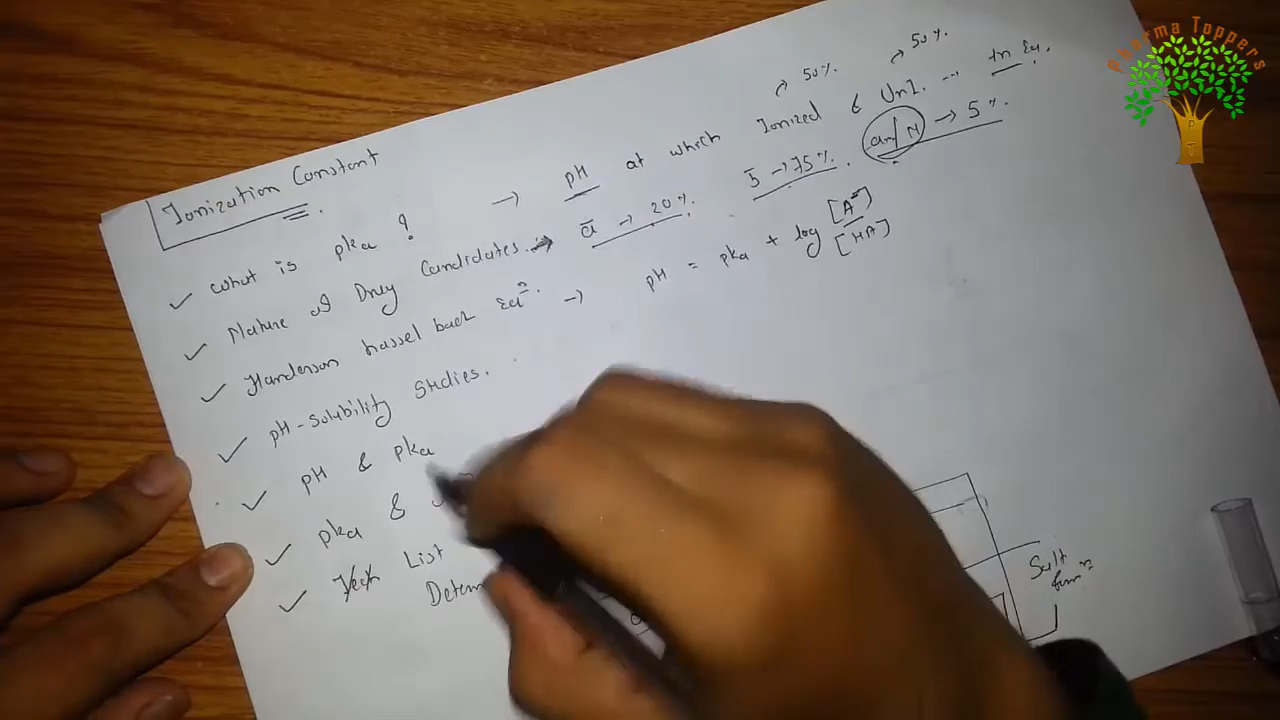 Pharma Toppers
P
T
Ionization Constant
What is pka ? → pH at which Ionized & UnI. --- In Eq.
→ 50%. → 50%.
Nature of Drug Candidates. → a → 20%. b → 75%. am/N → 5%.
Handerson hassel bach Eqn. → pH = pka + log [A-] / [HA]
pH-Solubility Studies.
pH & pka
pka &
List
Determ
Salt